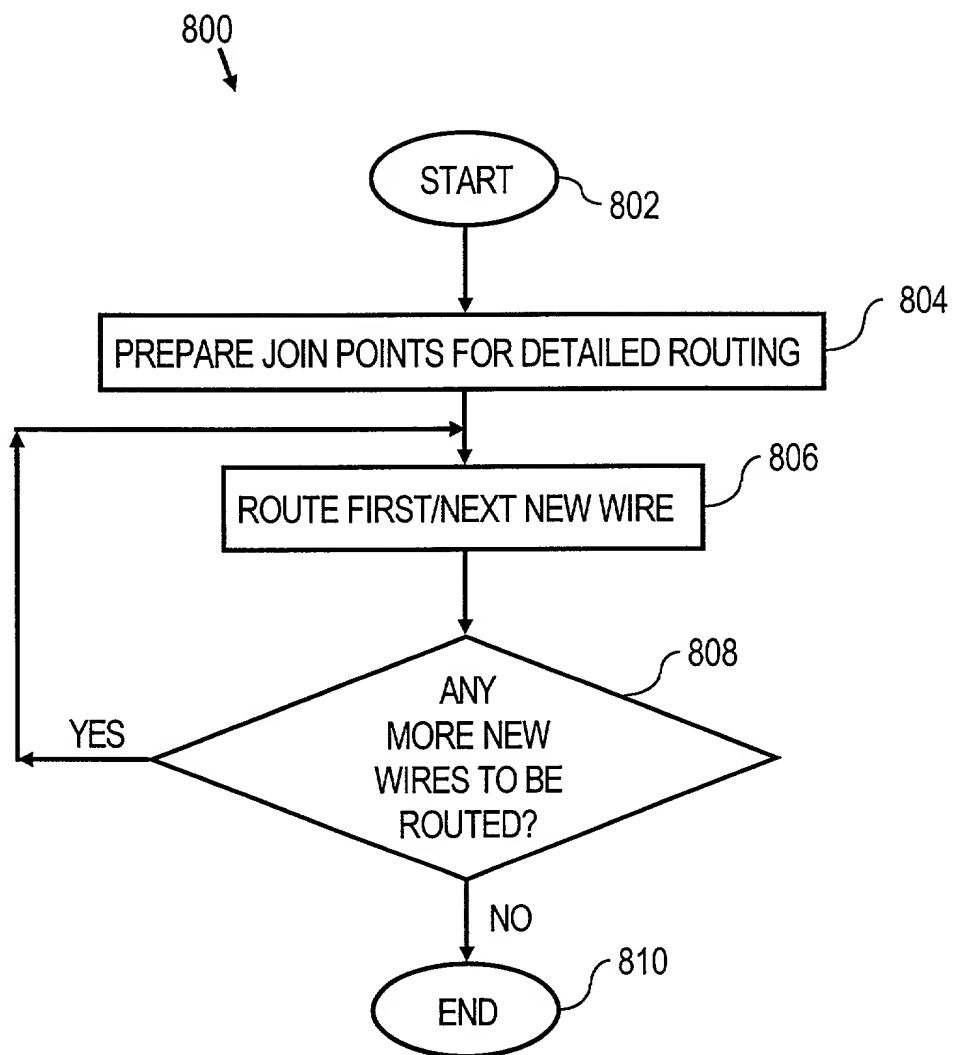 800
START
802
PREPARE JOIN POINTS FOR DETAILED ROUTING
804
ROUTE FIRST/NEXT NEW WIRE
806
ANY
MORE NEW
WIRES TO BE
ROUTED?
808
YES
NO
END
810